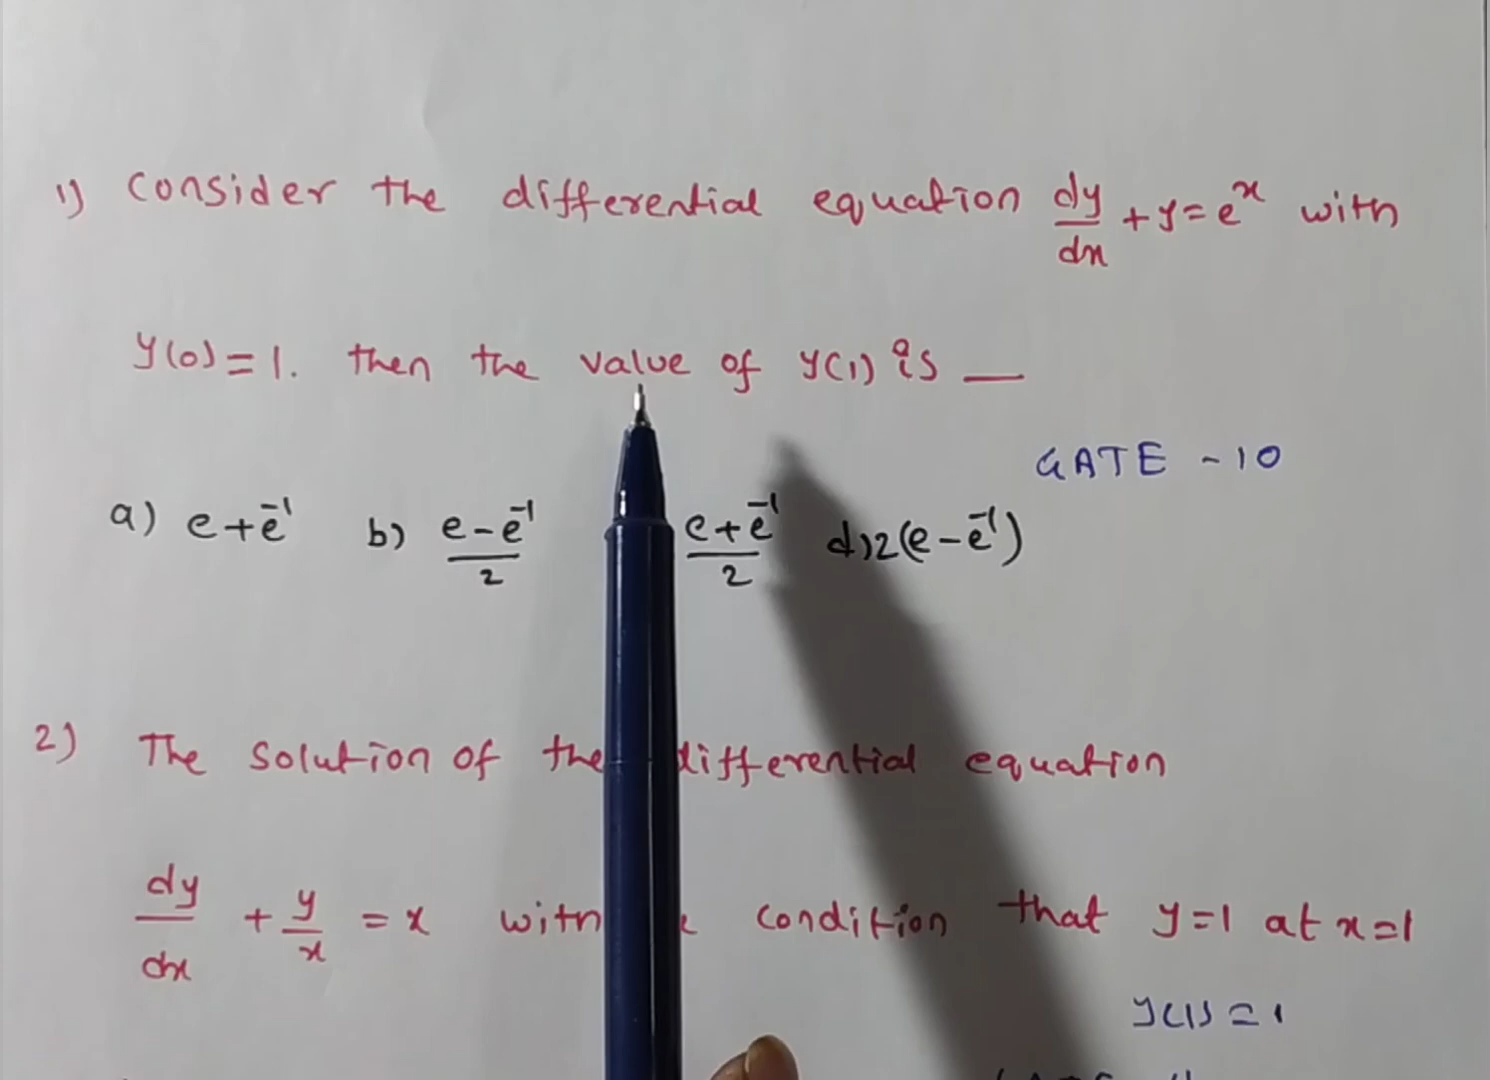 1) Consider the differential equation dy/dx + y = e^x with
y(0) = 1. then the value of y(1) is __
GATE - 10
a) e+e^-1 b) (e-e^-1)/2 (e+e^-1)/2 d) 2(e-e^-1)
2) The solution of the differential equation
dy/dx + y/x = x with condition that y=1 at x=1
y(1) = 1